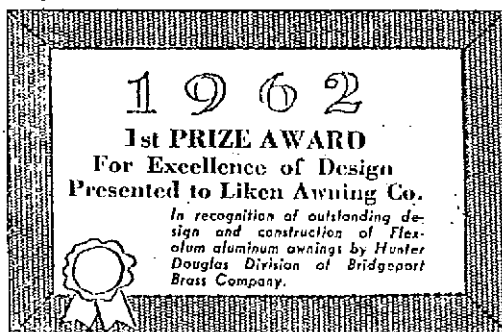 1962
1st PRIZE AWARD
For Excellence of Design
Presented to Liken Awning Co.
In recognition of outstanding de-
sign and construction of Flex-
alum aluminum awnings by Hunter
Douglas Division of Bridgeport
Brass Company.